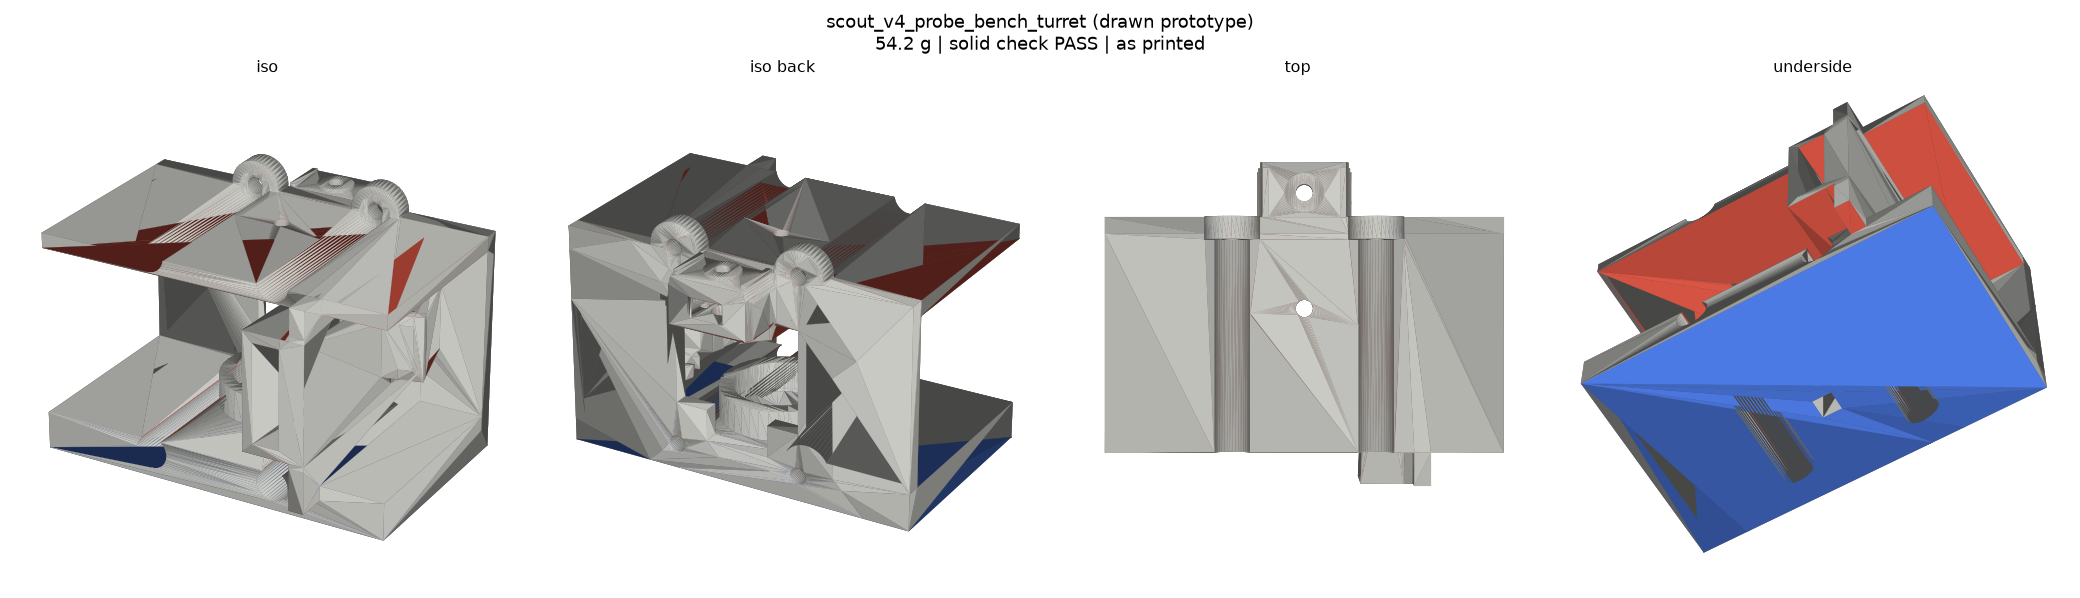 scout_v4_probe_bench_turret (drawn prototype)
54.2 g | solid check PASS | as printed
iso
iso back
top
underside